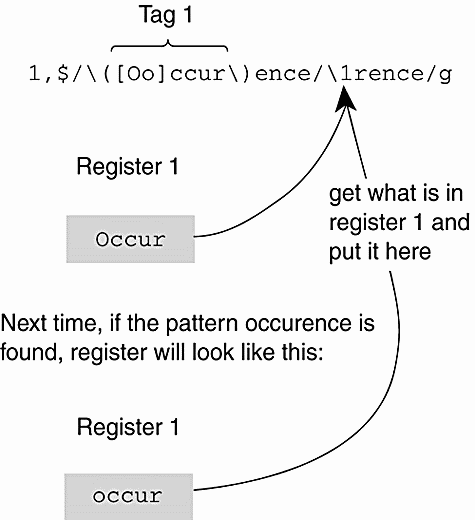 Tag 1
1,$/\([Oo]ccur\)ence/\1rence/g
Register 1
Occur
get what is in
register 1 and
put it here
Next time, if the pattern occurence is
found, register will look like this:
Register 1
occur